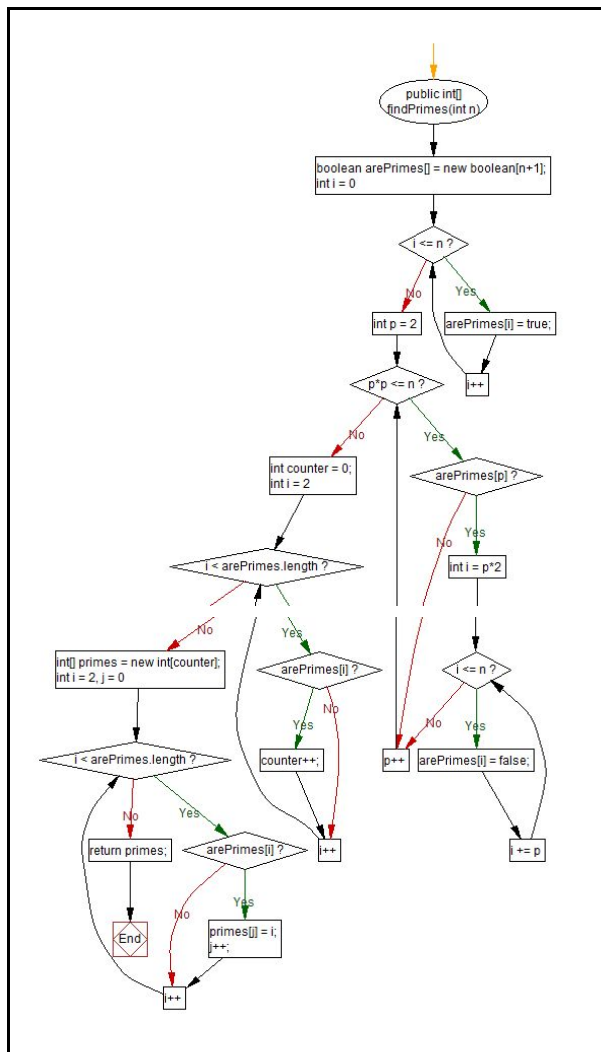 public int[]
findPrimes(int n)
boolean arePrimes[] = new boolean[n+1];
int i = 0
i <= n ?
No
Yes
int p = 2
arePrimes[i] = true;
p*p <= n ?
i++
No
Yes
int counter = 0;
int i = 2
arePrimes[p] ?
No
Yes
i < arePrimes.length ?
int i = p*2
No
Yes
int[] primes = new int[counter];
int i = 2, j = 0
arePrimes[i] ?
i <= n ?
Yes
No
No
Yes
i < arePrimes.length ?
counter++;
p++
arePrimes[i] = false;
No
Yes
return primes;
arePrimes[i] ?
i++
i += p
No
Yes
End
primes[j] = i;
j++;
i++